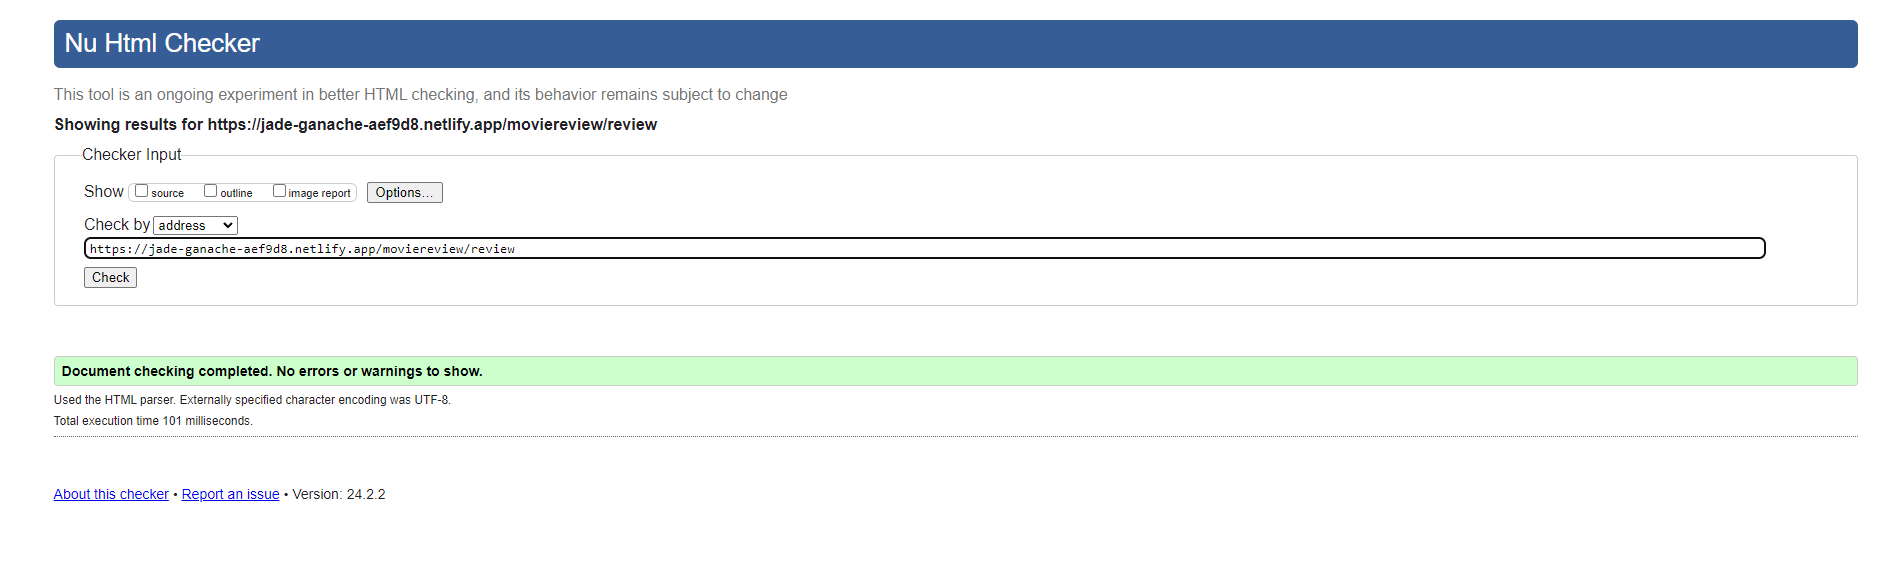 Nu Html Checker
This tool is an ongoing experiment in better HTML checking, and its behavior remains subject to change
Showing results for https://jade-ganache-aef9d8.netlify.app/moviereview/review
Checker Input
Show source outline image report Options...
Check by address
https://jade-ganache-aef9d8.netlify.app/moviereview/review
Check
Document checking completed. No errors or warnings to show.
Used the HTML parser. Externally specified character encoding was UTF-8.
Total execution time 101 milliseconds.
About this checker • Report an issue • Version: 24.2.2